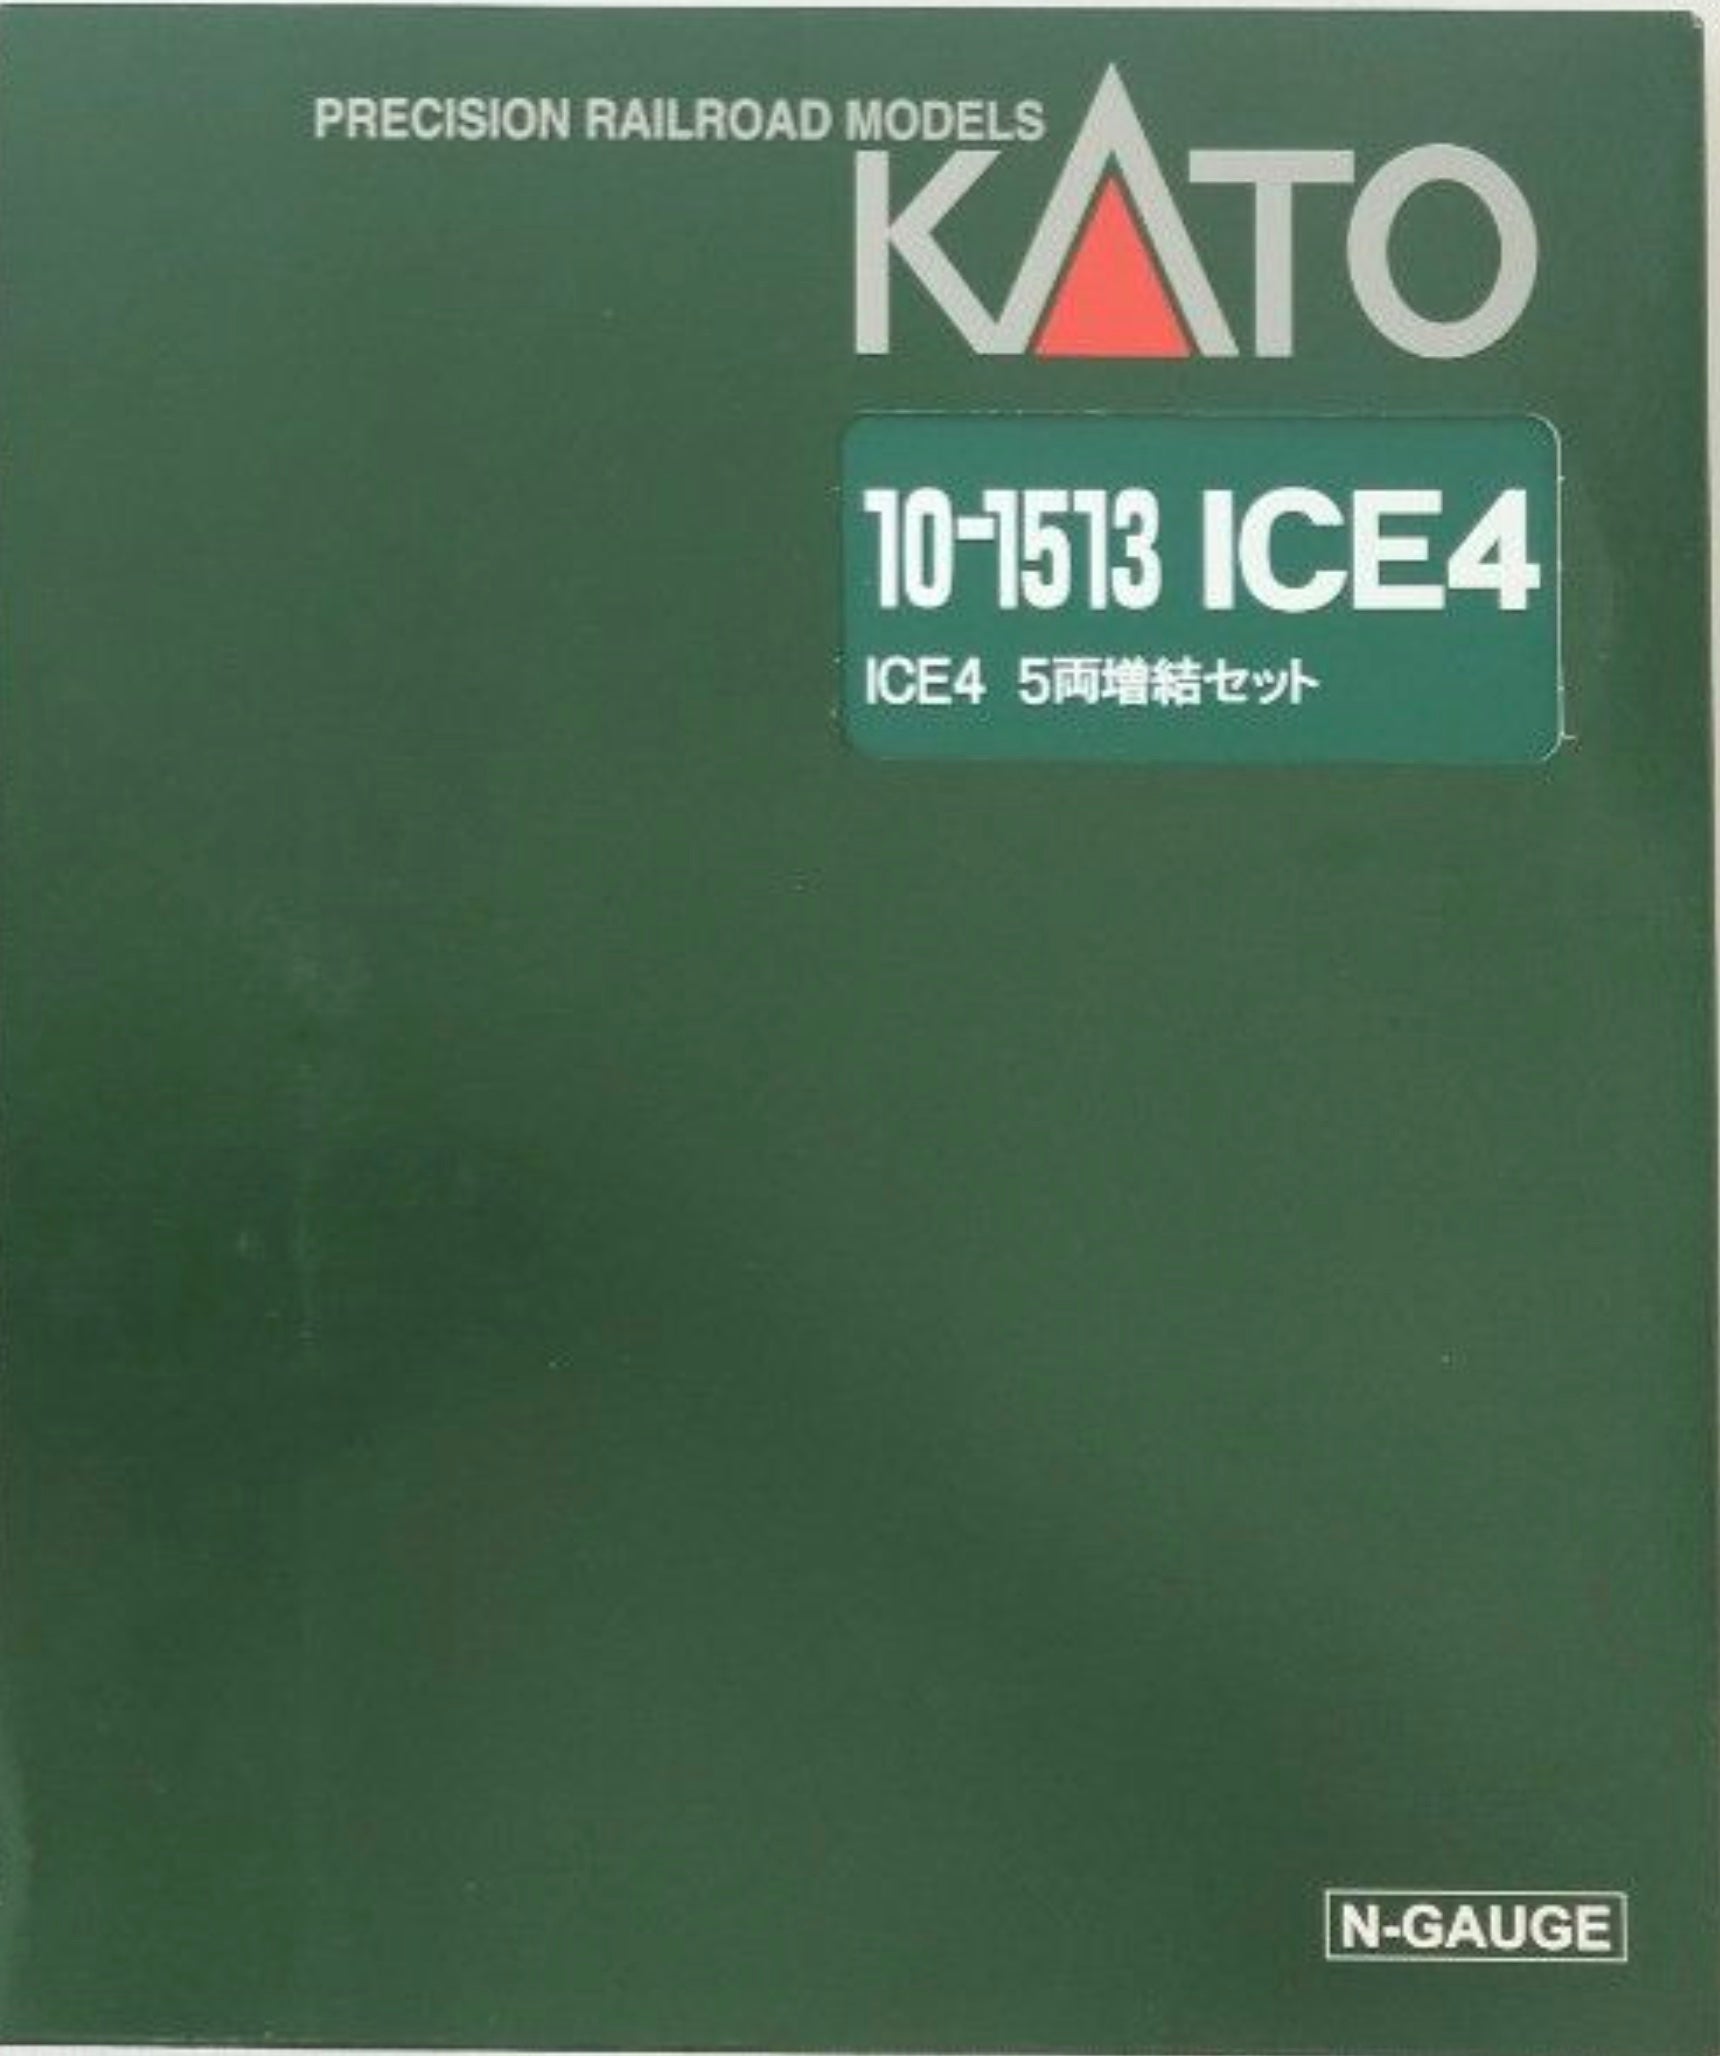 PRECISION RAILROAD MODELS
KATO
10-1513 ICE4
ICE4 5両増結セット
N-GAUGE